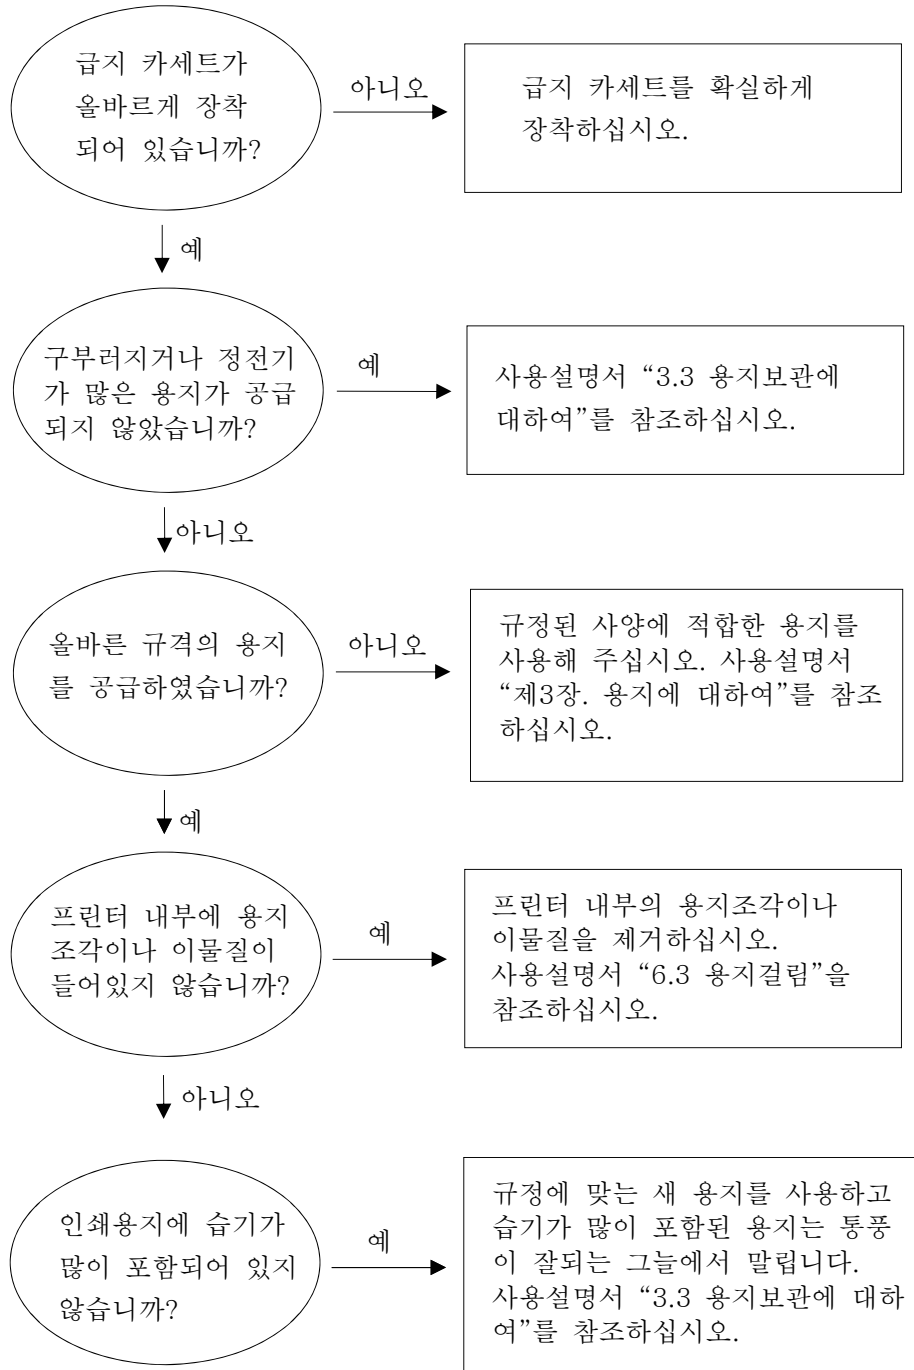 급지 카세트가
올바르게 장착
되어 있습니까?
아니오
급지 카세트를 확실하게
장착하십시오.
예
구부러지거나 정전기
가 많은 용지가 공급
되지 않았습니까?
예
사용설명서 “3.3 용지보관에
대하여”를 참조하십시오.
아니오
올바른 규격의 용지
를 공급하였습니까?
아니오
규정된 사양에 적합한 용지를
사용해 주십시오. 사용설명서
“제3장. 용지에 대하여”를 참조
하십시오.
예
프린터 내부에 용지
조각이나 이물질이
들어있지 않습니까?
예
프린터 내부의 용지조각이나
이물질을 제거하십시오.
사용설명서 “6.3 용지걸림”을
참조하십시오.
아니오
인쇄용지에 습기가
많이 포함되어 있지
않습니까?
예
규정에 맞는 새 용지를 사용하고
습기가 많이 포함된 용지는 통풍
이 잘되는 그늘에서 말립니다.
사용설명서 “3.3 용지보관에 대하
여”를 참조하십시오.